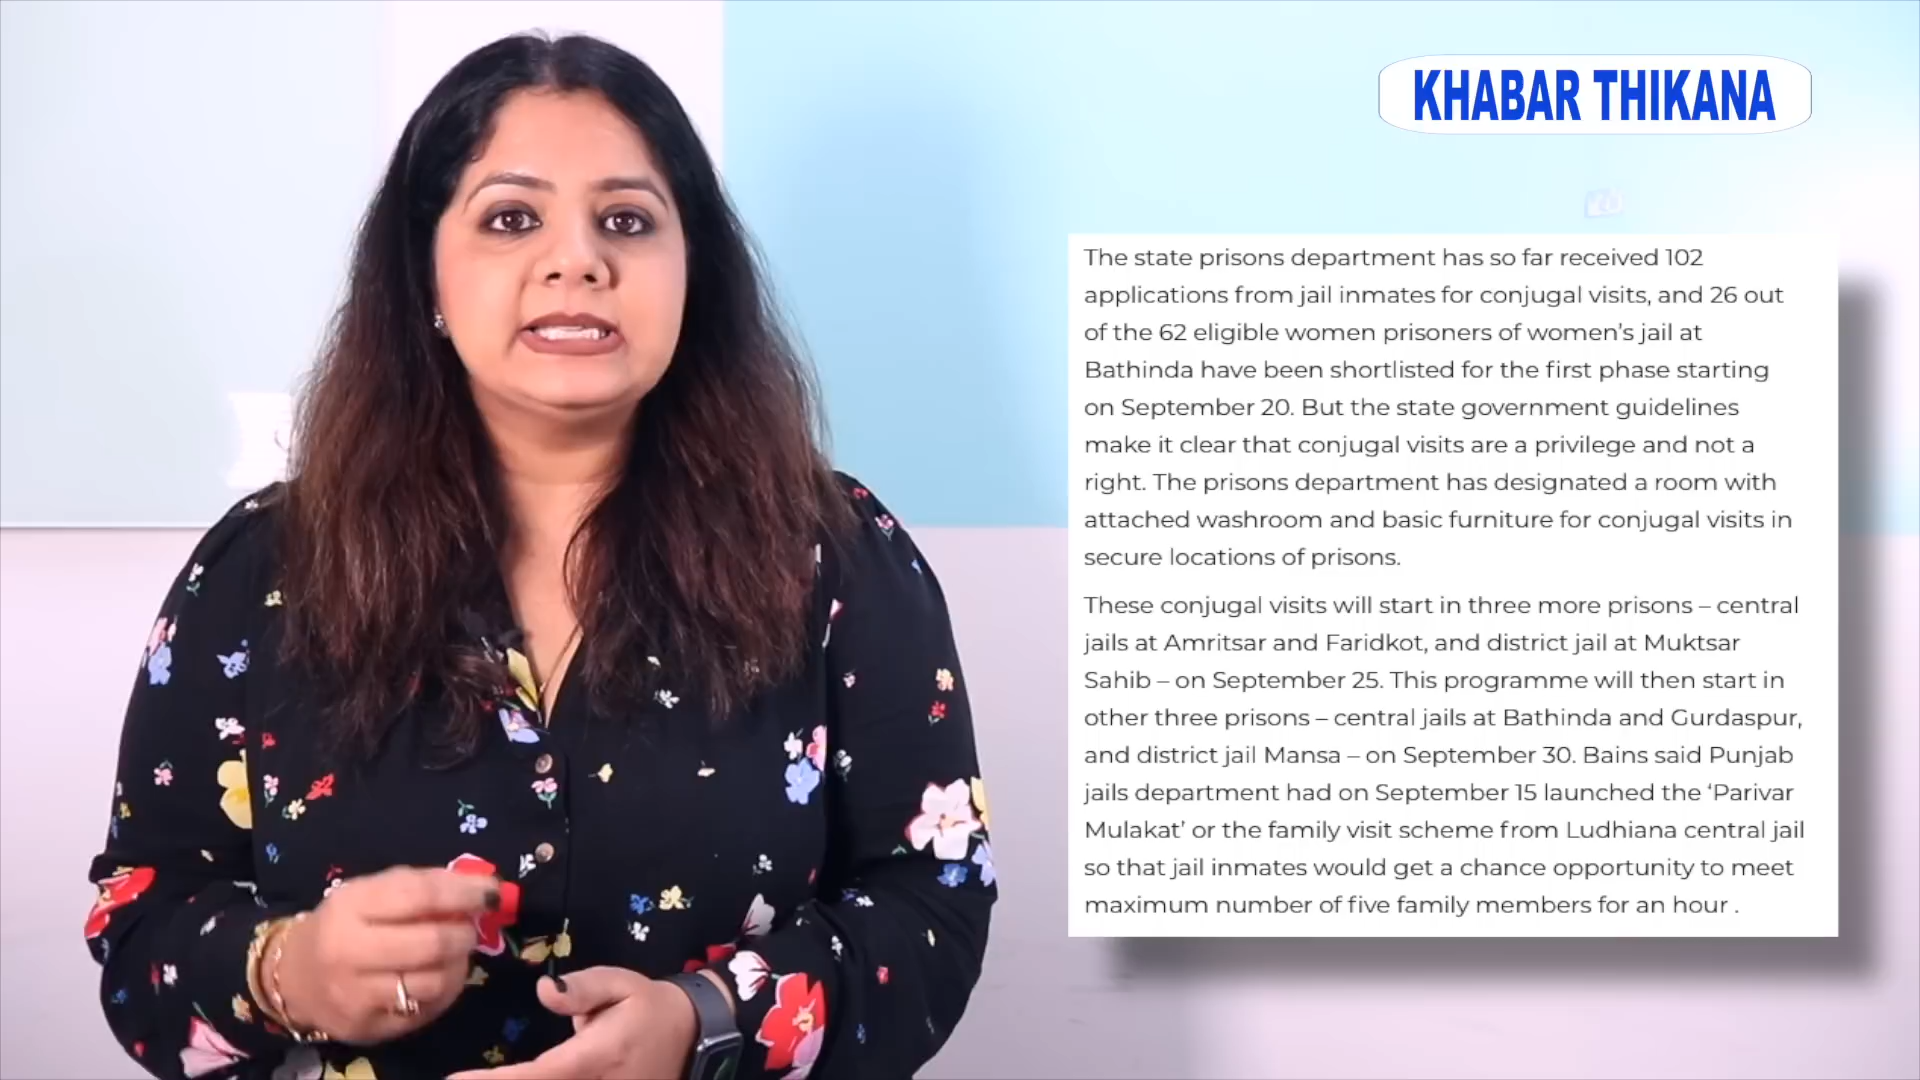 KHABAR THIKANA
The state prisons department has so far received 102
applications from jail inmates for conjugal visits, and 26 out
of the 62 eligible women prisoners of women's jail at
Bathinda have been shortlisted for the first phase starting
on September 20. But the state government guidelines
make it clear that conjugal visits are a privilege and not a
right. The prisons department has designated a room with
attached washroom and basic furniture for conjugal visits in
secure locations of prisons.
These conjugal visits will start in three more prisons – central
jails at Amritsar and Faridkot, and district jail at Muktsar
Sahib – on September 25. This programme will then start in
other three prisons – central jails at Bathinda and Gurdaspur,
and district jail Mansa – on September 30. Bains said Punjab
jails department had on September 15 launched the ‘Parivar
Mulakat’ or the family visit scheme from Ludhiana central jail
so that jail inmates would get a chance opportunity to meet
maximum number of five family members for an hour .